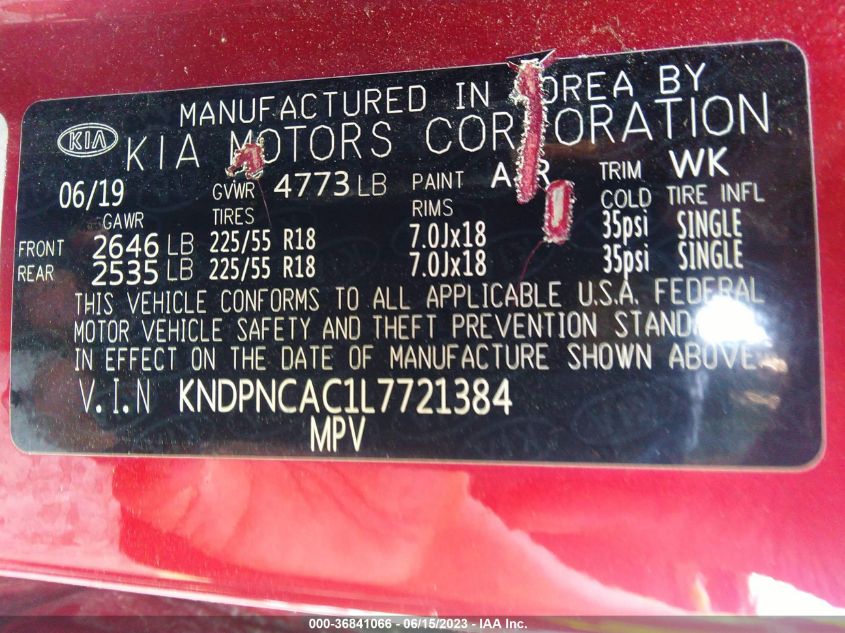 MANUFACTURED IN KOREA BY
KIA KIA MOTORS CORPORATION
06/19 GVWR 4773 LB PAINT TRIM WK
GAWR TIRES RIMS COLD TIRE INFL
FRONT 2646 LB 225/55 R18 7.0Jx18 35psi SINGLE
REAR 2535 LB 225/55 R18 7.0Jx18 35psi SINGLE
THIS VEHICLE CONFORMS TO ALL APPLICABLE U.S.A. FEDERAL
MOTOR VEHICLE SAFETY AND THEFT PREVENTION STANDARDS
IN EFFECT ON THE DATE OF MANUFACTURE SHOWN ABOVE.
V.I.N KNDPNCAC1L7721384
MPV
000-36841066 - 06/15/2023 - IAA Inc.